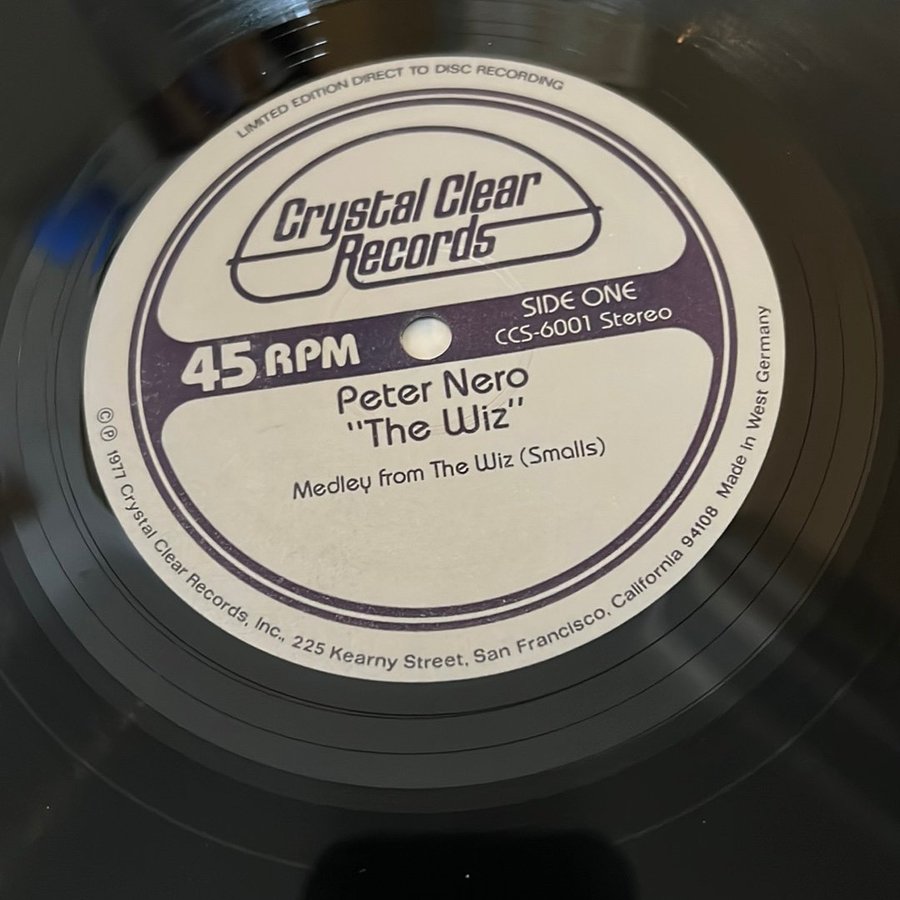 LIMITED EDITION DIRECT TO DISC RECORDING
Crystal Clear
Records
SIDE ONE
CCS-6001 Stereo
45 RPM
Peter Nero
"The Wiz"
Medley from The Wiz (Smalls)
©℗ 1977 Crystal Clear Records, Inc., 225 Kearny Street, San Francisco, California 94108 Made in West Germany